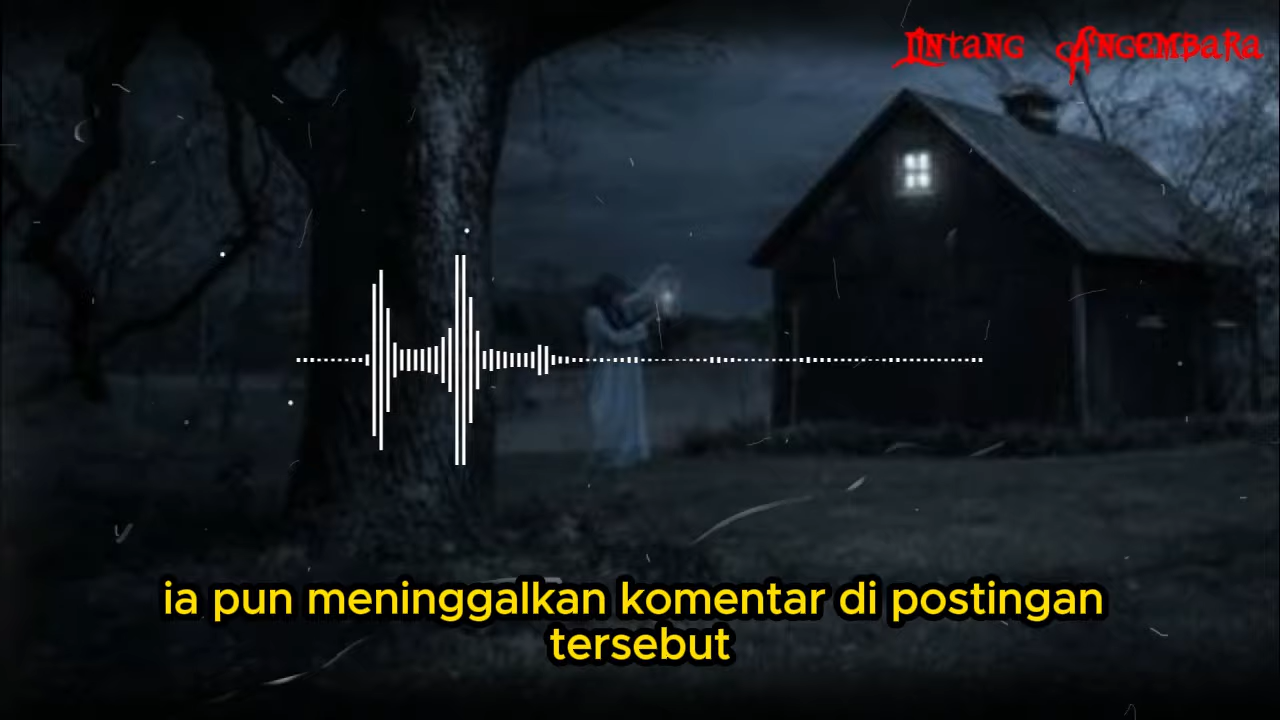 Lintang Angembara
ia pun meninggalkan komentar di postingan
tersebut